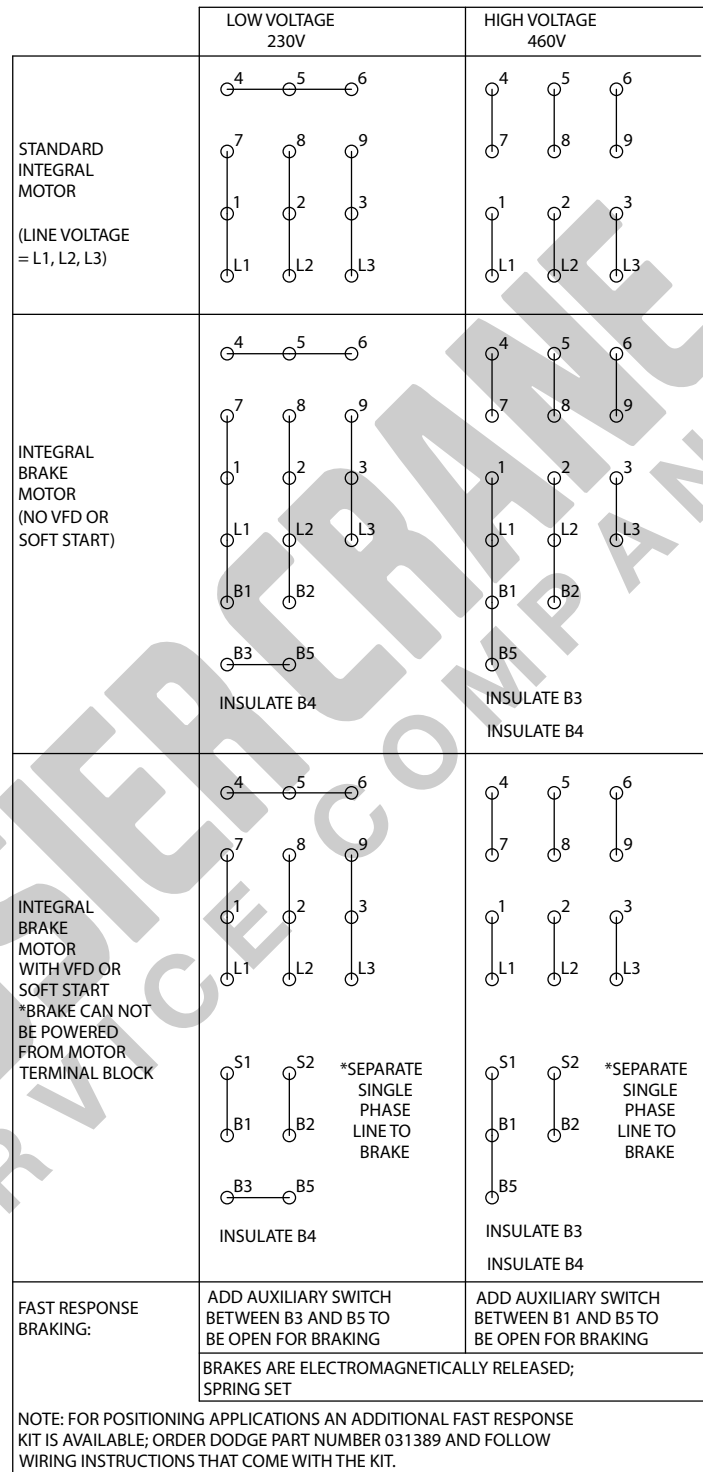 LOW VOLTAGE
230V
HIGH VOLTAGE
460V
STANDARD
INTEGRAL
MOTOR
(LINE VOLTAGE
= L1, L2, L3)
4 5 6
7 8 9
1 2 3
L1 L2 L3
4 5 6
7 8 9
1 2 3
L1 L2 L3
INTEGRAL
BRAKE
MOTOR
(NO VFD OR
SOFT START)
4 5 6
7 8 9
1 2 3
L1 L2 L3
B1 B2
B3 B5
INSULATE B4
4 5 6
7 8 9
1 2 3
L1 L2 L3
B1 B2
B5
INSULATE B3
INSULATE B4
INTEGRAL
BRAKE
MOTOR
WITH VFD OR
SOFT START
*BRAKE CAN NOT
BE POWERED
FROM MOTOR
TERMINAL BLOCK
4 5 6
7 8 9
1 2 3
L1 L2 L3
S1 S2
B1 B2
B3 B5
*SEPARATE
SINGLE
PHASE
LINE TO
BRAKE
INSULATE B4
4 5 6
7 8 9
1 2 3
L1 L2 L3
S1 S2
B1 B2
B5
*SEPARATE
SINGLE
PHASE
LINE TO
BRAKE
INSULATE B3
INSULATE B4
FAST RESPONSE
BRAKING:
ADD AUXILIARY SWITCH
BETWEEN B3 AND B5 TO
BE OPEN FOR BRAKING
ADD AUXILIARY SWITCH
BETWEEN B1 AND B5 TO
BE OPEN FOR BRAKING
BRAKES ARE ELECTROMAGNETICALLY RELEASED;
SPRING SET
NOTE: FOR POSITIONING APPLICATIONS AN ADDITIONAL FAST RESPONSE
KIT IS AVAILABLE; ORDER DODGE PART NUMBER 031389 AND FOLLOW
WIRING INSTRUCTIONS THAT COME WITH THE KIT.
SIER CRANE
RVICE COMPAN